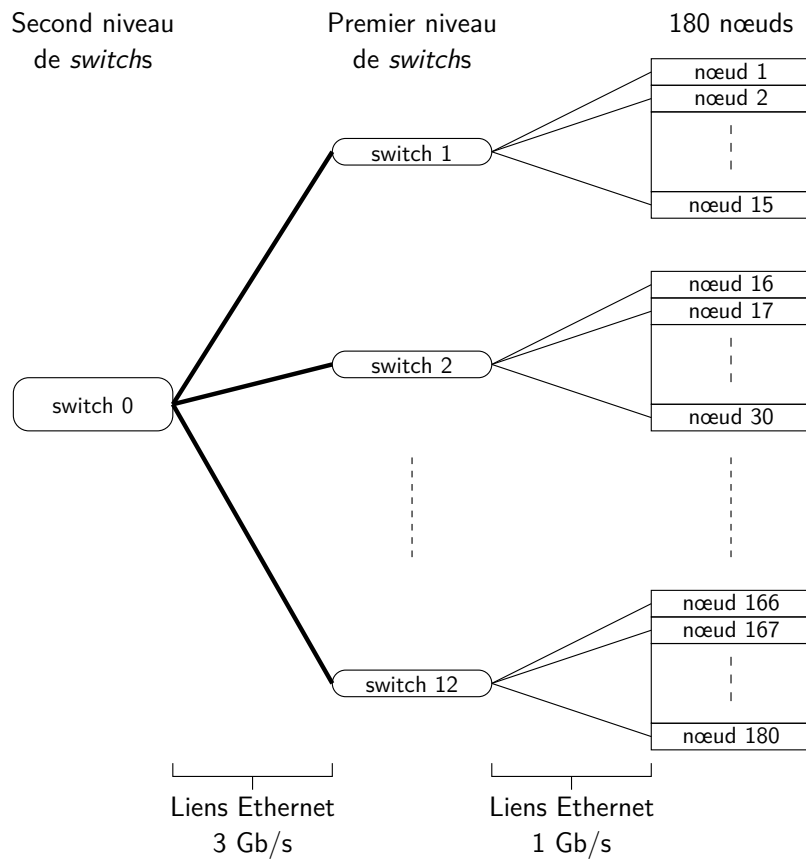 Second niveau
de switchs
Premier niveau
de switchs
180 nœuds
nœud 1
nœud 2
nœud 15
switch 1
nœud 16
nœud 17
nœud 30
switch 2
switch 0
nœud 166
nœud 167
nœud 180
switch 12
Liens Ethernet
3 Gb/s
Liens Ethernet
1 Gb/s